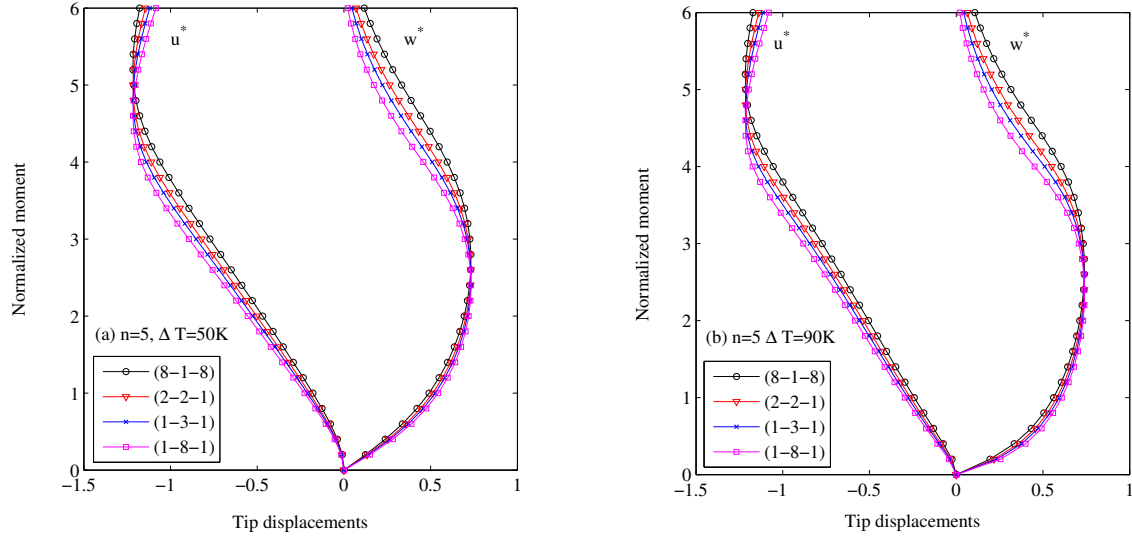 6
5
4
3
2
1
0
Normalized moment
u*
w*
(a) n=5, Δ T=50K
(8−1−8)
(2−2−1)
(1−3−1)
(1−8−1)
−1.5 −1 −0.5 0 0.5 1
Tip displacements
6
5
4
3
2
1
0
Normalized moment
u*
w*
(b) n=5 Δ T=90K
(8−1−8)
(2−2−1)
(1−3−1)
(1−8−1)
−1.5 −1 −0.5 0 0.5 1
Tip displacements